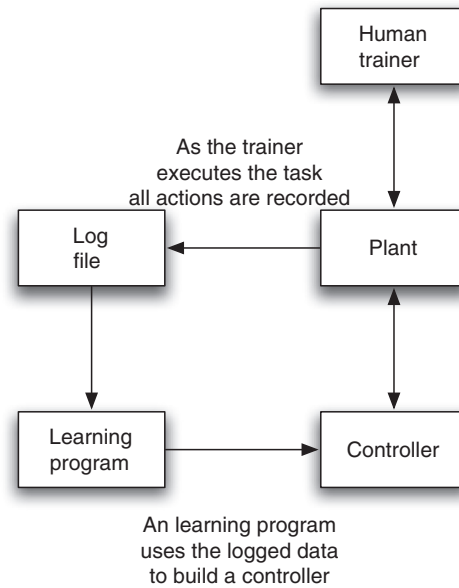 Human
trainer
As the trainer
executes the task
all actions are recorded
Log
file
Plant
Learning
program
Controller
An learning program
uses the logged data
to build a controller